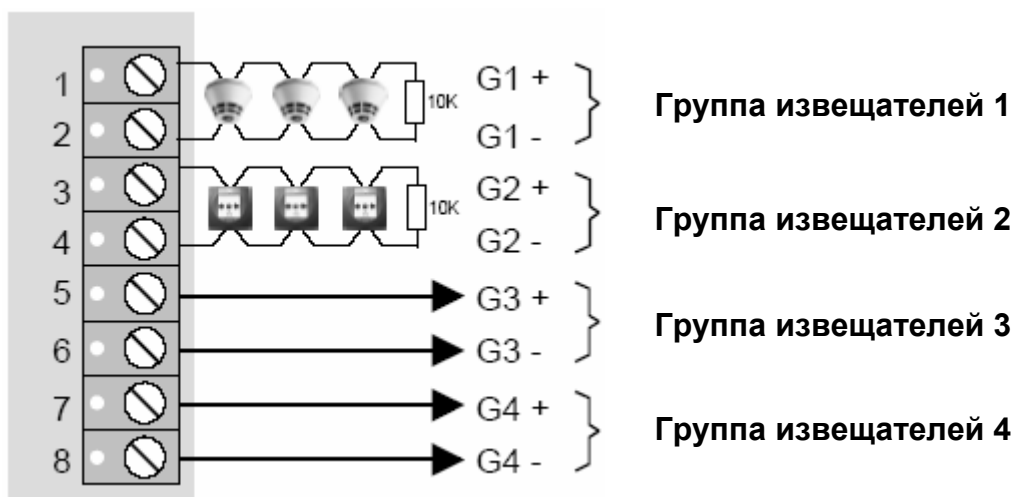 1 G1 +
10K
Группа извещателей 1
2 G1 -
3 G2 +
10K
Группа извещателей 2
4 G2 -
5 G3 +
Группа извещателей 3
6 G3 -
7 G4 +
Группа извещателей 4
8 G4 -